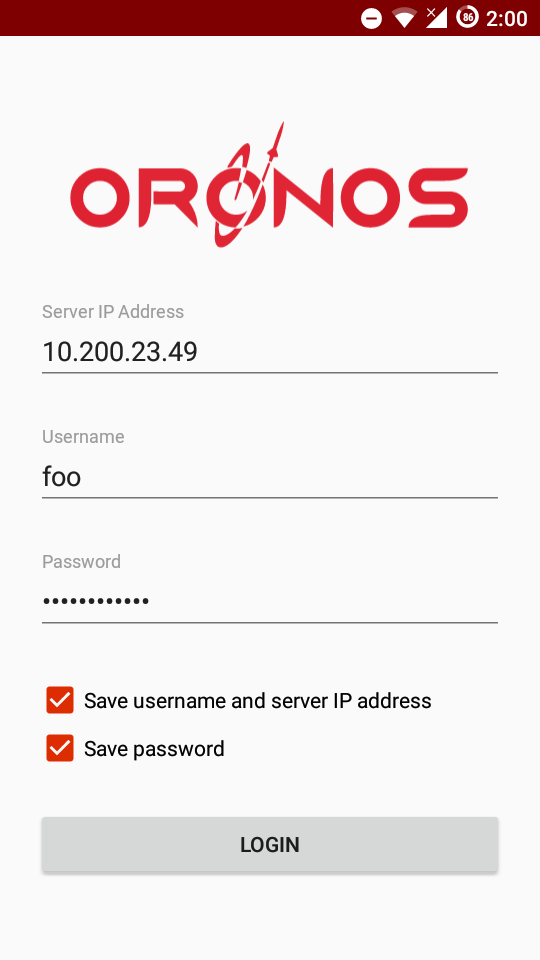 86 2:00
ORONOS
Server IP Address
10.200.23.49
Username
foo
Password
••••••••••••
Save username and server IP address
Save password
LOGIN